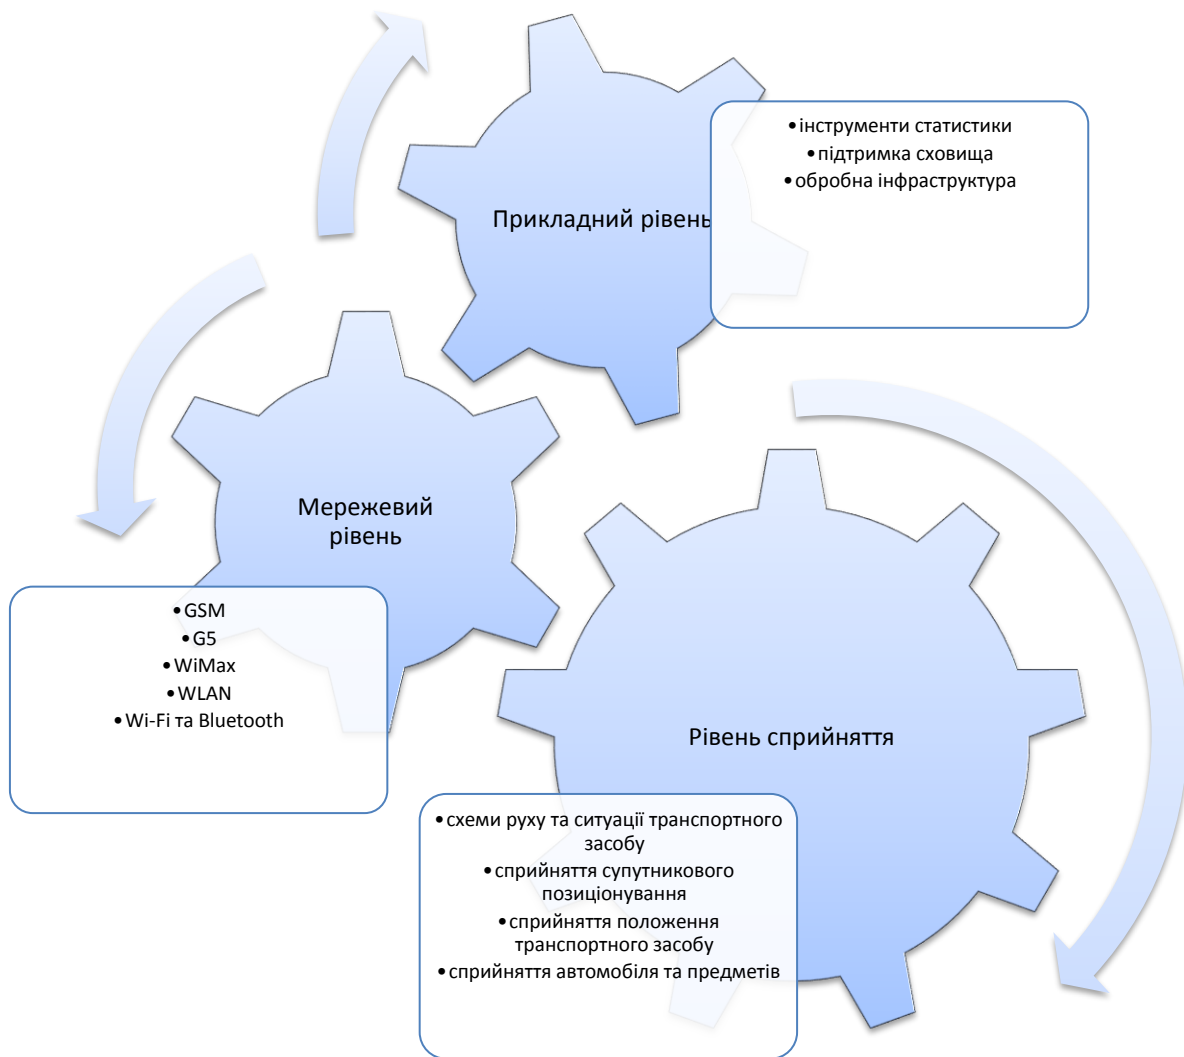 •інструменти статистики
•підтримка сховища
•обробна інфраструктура
Прикладний рівень
Мережевий
рівень
•GSM
•G5
•WiMax
•WLAN
•Wi-Fi та Bluetooth
Рівень сприйняття
•схеми руху та ситуації транспортного
засобу
•сприйняття супутникового
позиціонування
•сприйняття положення
транспортного засобу
•сприйняття автомобіля та предметів